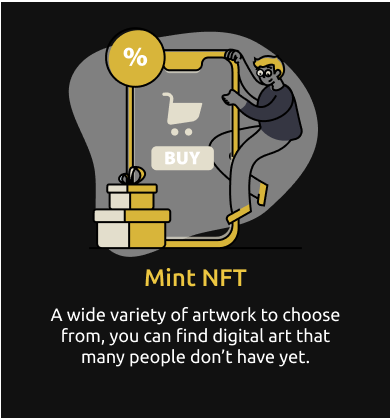 %
BUY
Mint NFT
A wide variety of artwork to choose
from, you can find digital art that
many people don’t have yet.